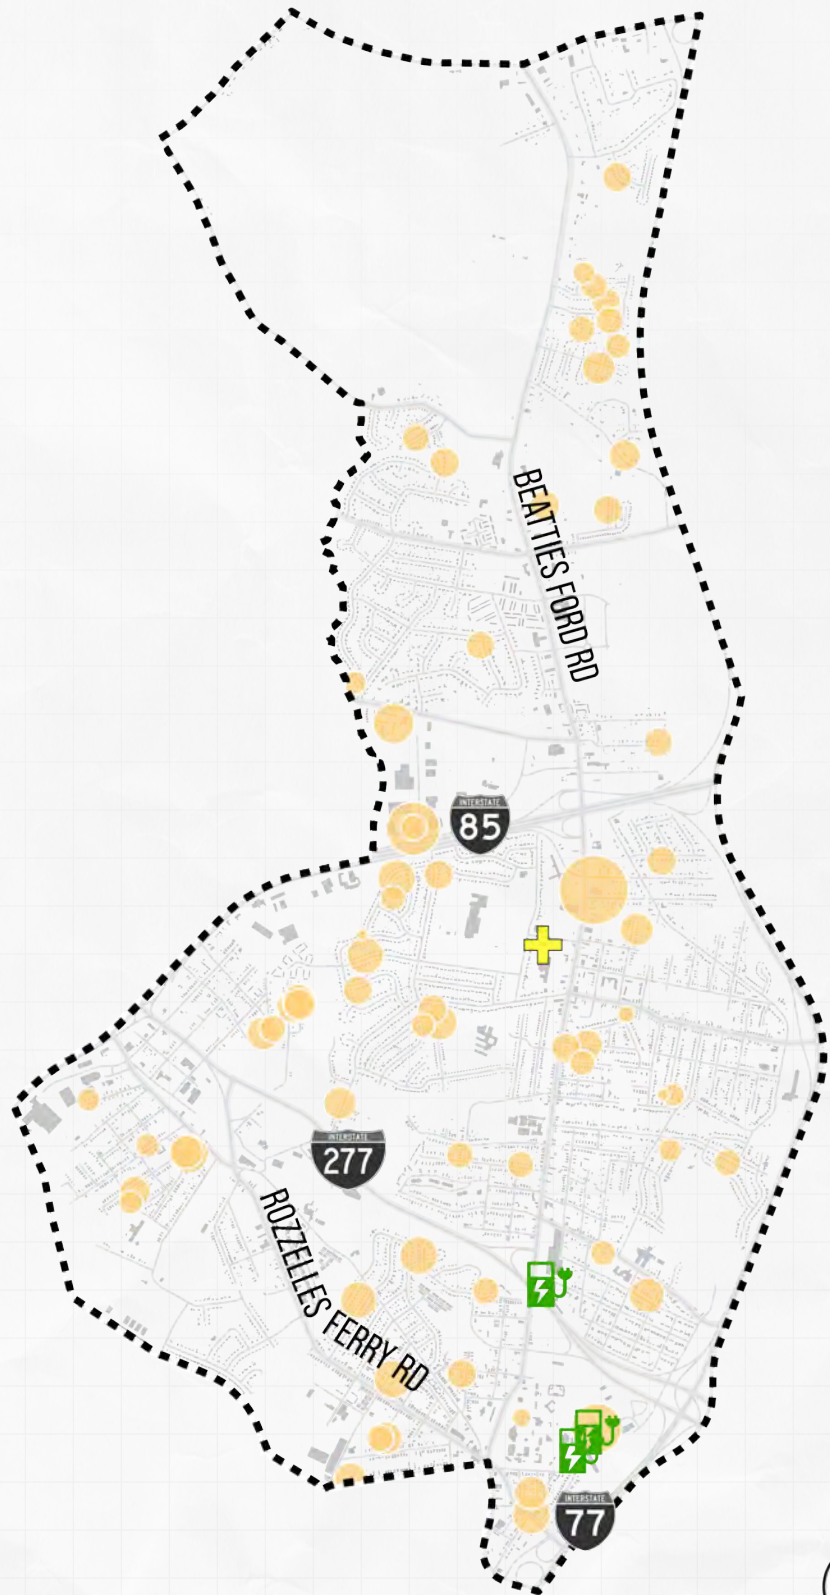 BEATTIES FORD RD
INTERSTATE
85
INTERSTATE
277
ROZZELLES FERRY RD
INTERSTATE
77